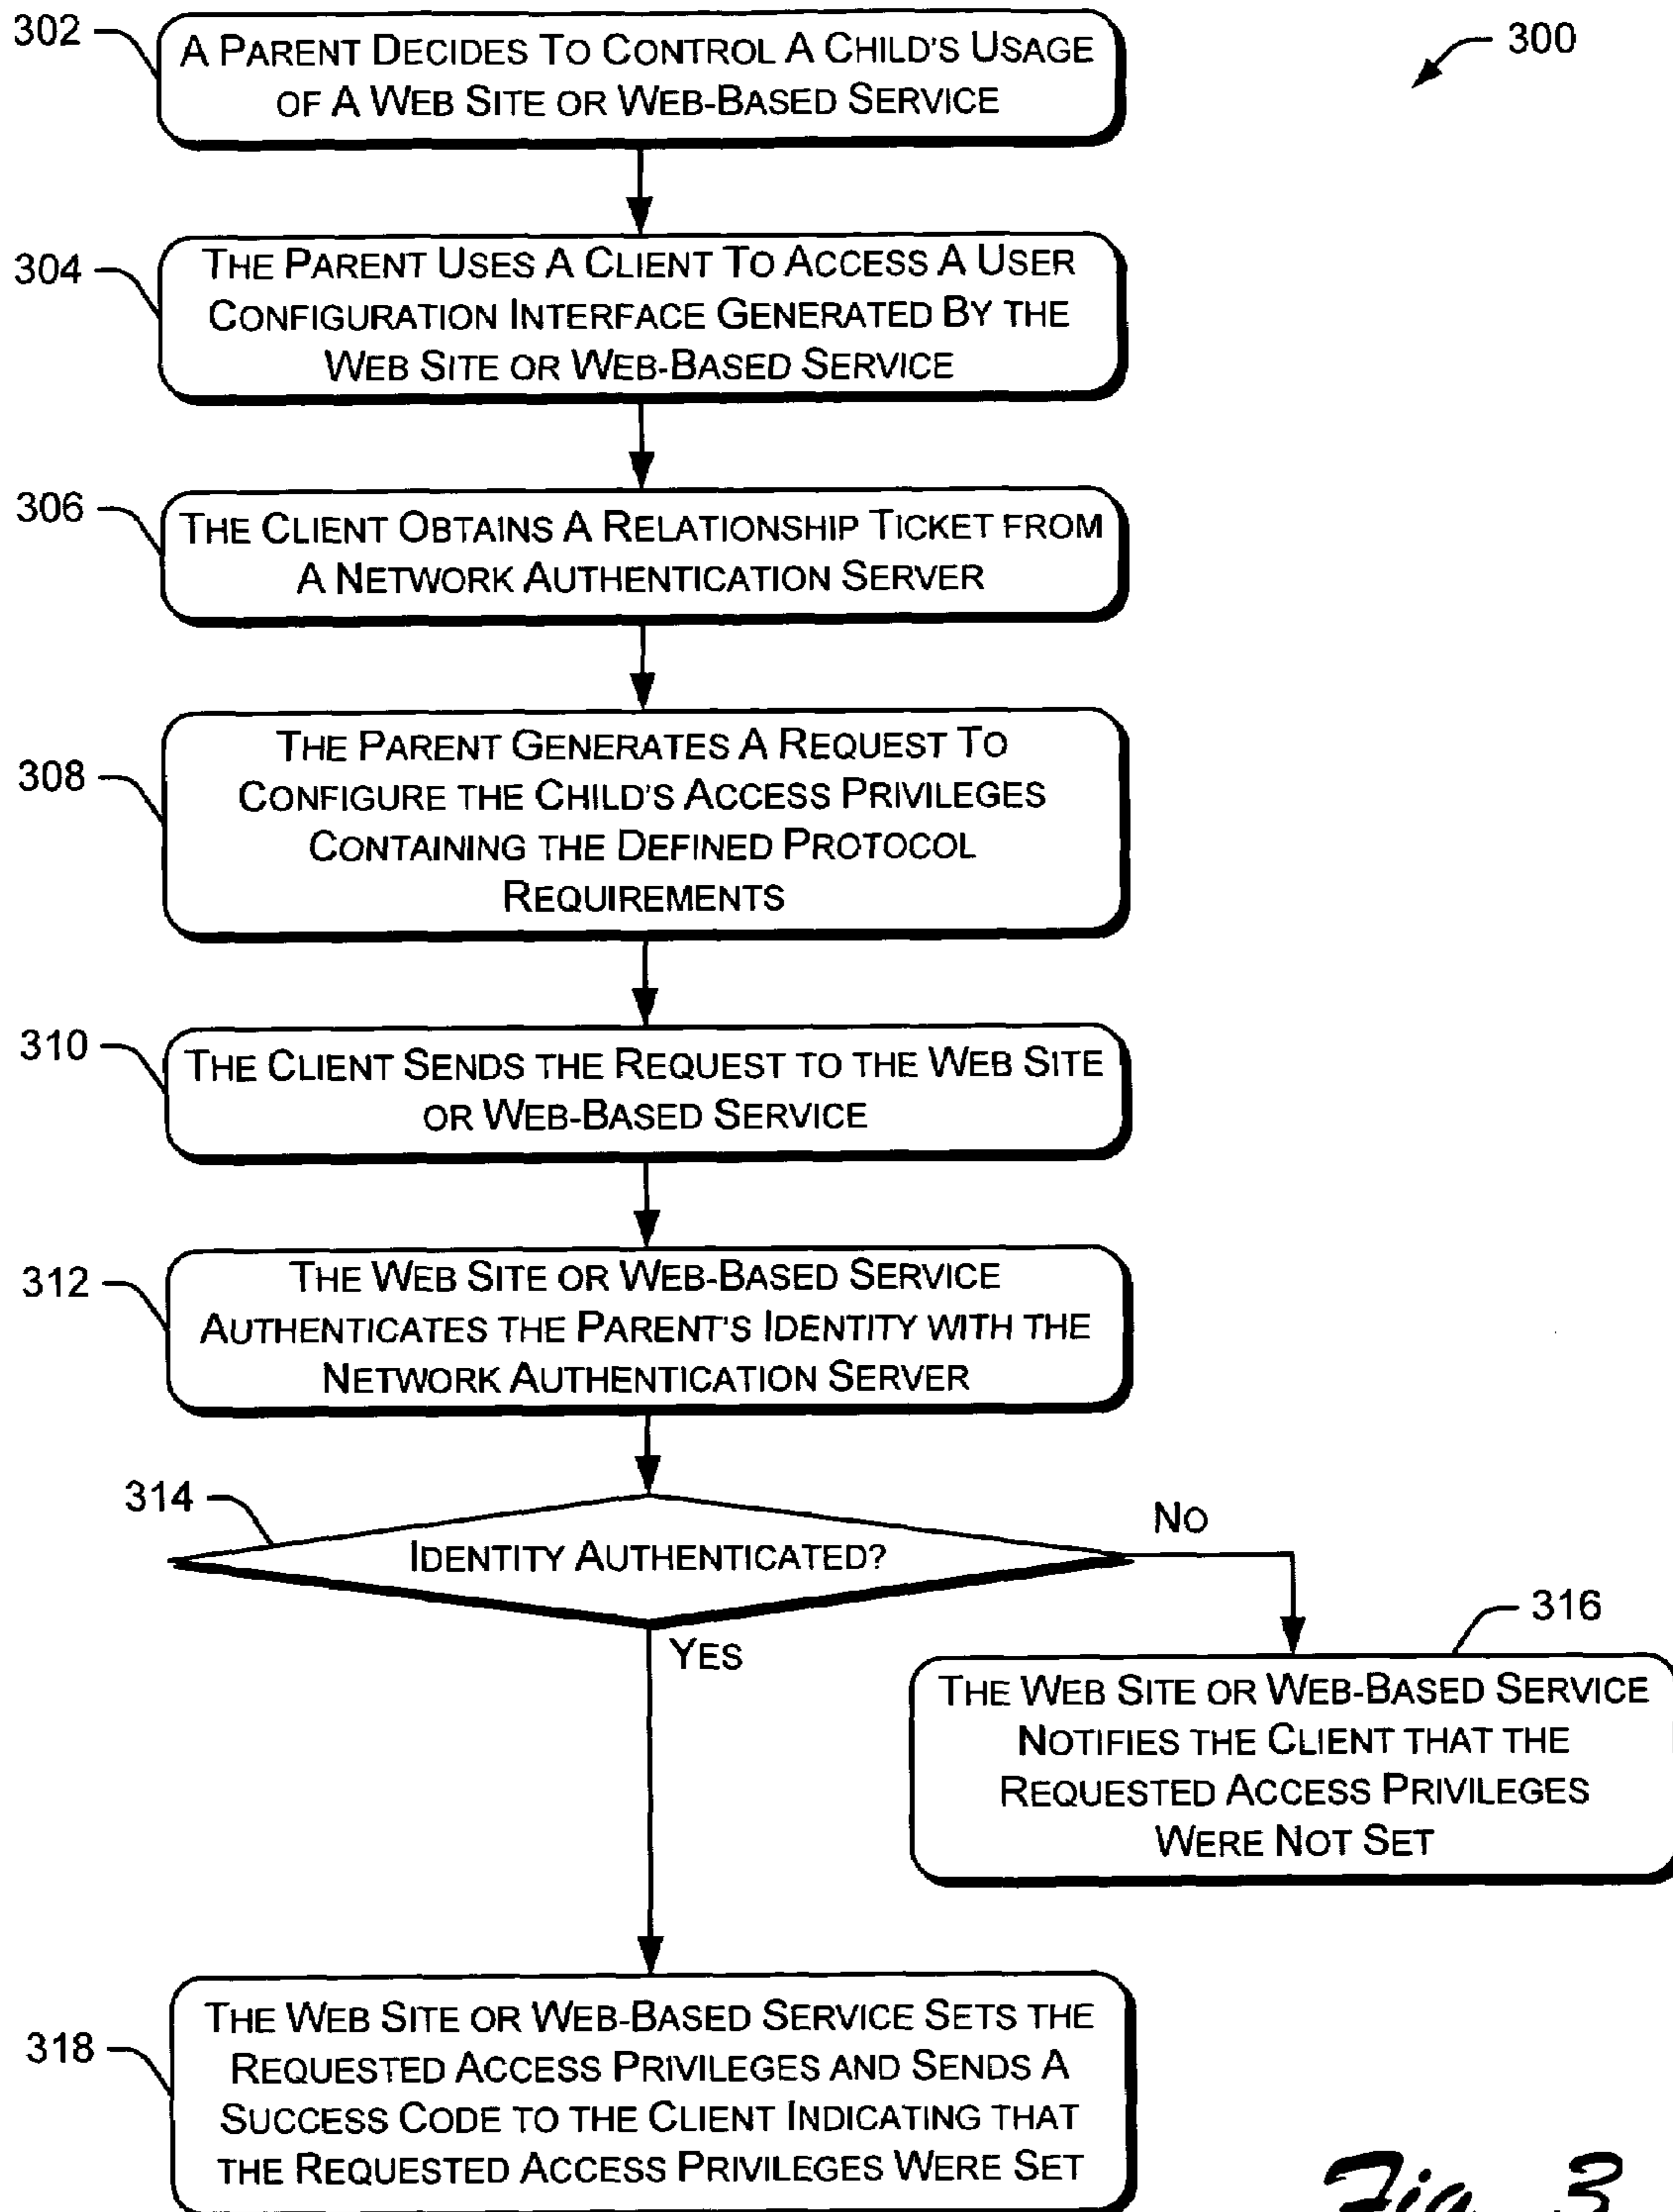 302
A PARENT DECIDES TO CONTROL A CHILD'S USAGE
OF A WEB SITE OR WEB-BASED SERVICE
300
304
THE PARENT USES A CLIENT TO ACCESS A USER
CONFIGURATION INTERFACE GENERATED BY THE
WEB SITE OR WEB-BASED SERVICE
306
THE CLIENT OBTAINS A RELATIONSHIP TICKET FROM
A NETWORK AUTHENTICATION SERVER
308
THE PARENT GENERATES A REQUEST TO
CONFIGURE THE CHILD'S ACCESS PRIVILEGES
CONTAINING THE DEFINED PROTOCOL
REQUIREMENTS
310
THE CLIENT SENDS THE REQUEST TO THE WEB SITE
OR WEB-BASED SERVICE
312
THE WEB SITE OR WEB-BASED SERVICE
AUTHENTICATES THE PARENT'S IDENTITY WITH THE
NETWORK AUTHENTICATION SERVER
314
IDENTITY AUTHENTICATED?
NO
YES
316
THE WEB SITE OR WEB-BASED SERVICE
NOTIFIES THE CLIENT THAT THE
REQUESTED ACCESS PRIVILEGES
WERE NOT SET
318
THE WEB SITE OR WEB-BASED SERVICE SETS THE
REQUESTED ACCESS PRIVILEGES AND SENDS A
SUCCESS CODE TO THE CLIENT INDICATING THAT
THE REQUESTED ACCESS PRIVILEGES WERE SET
Fig. 3